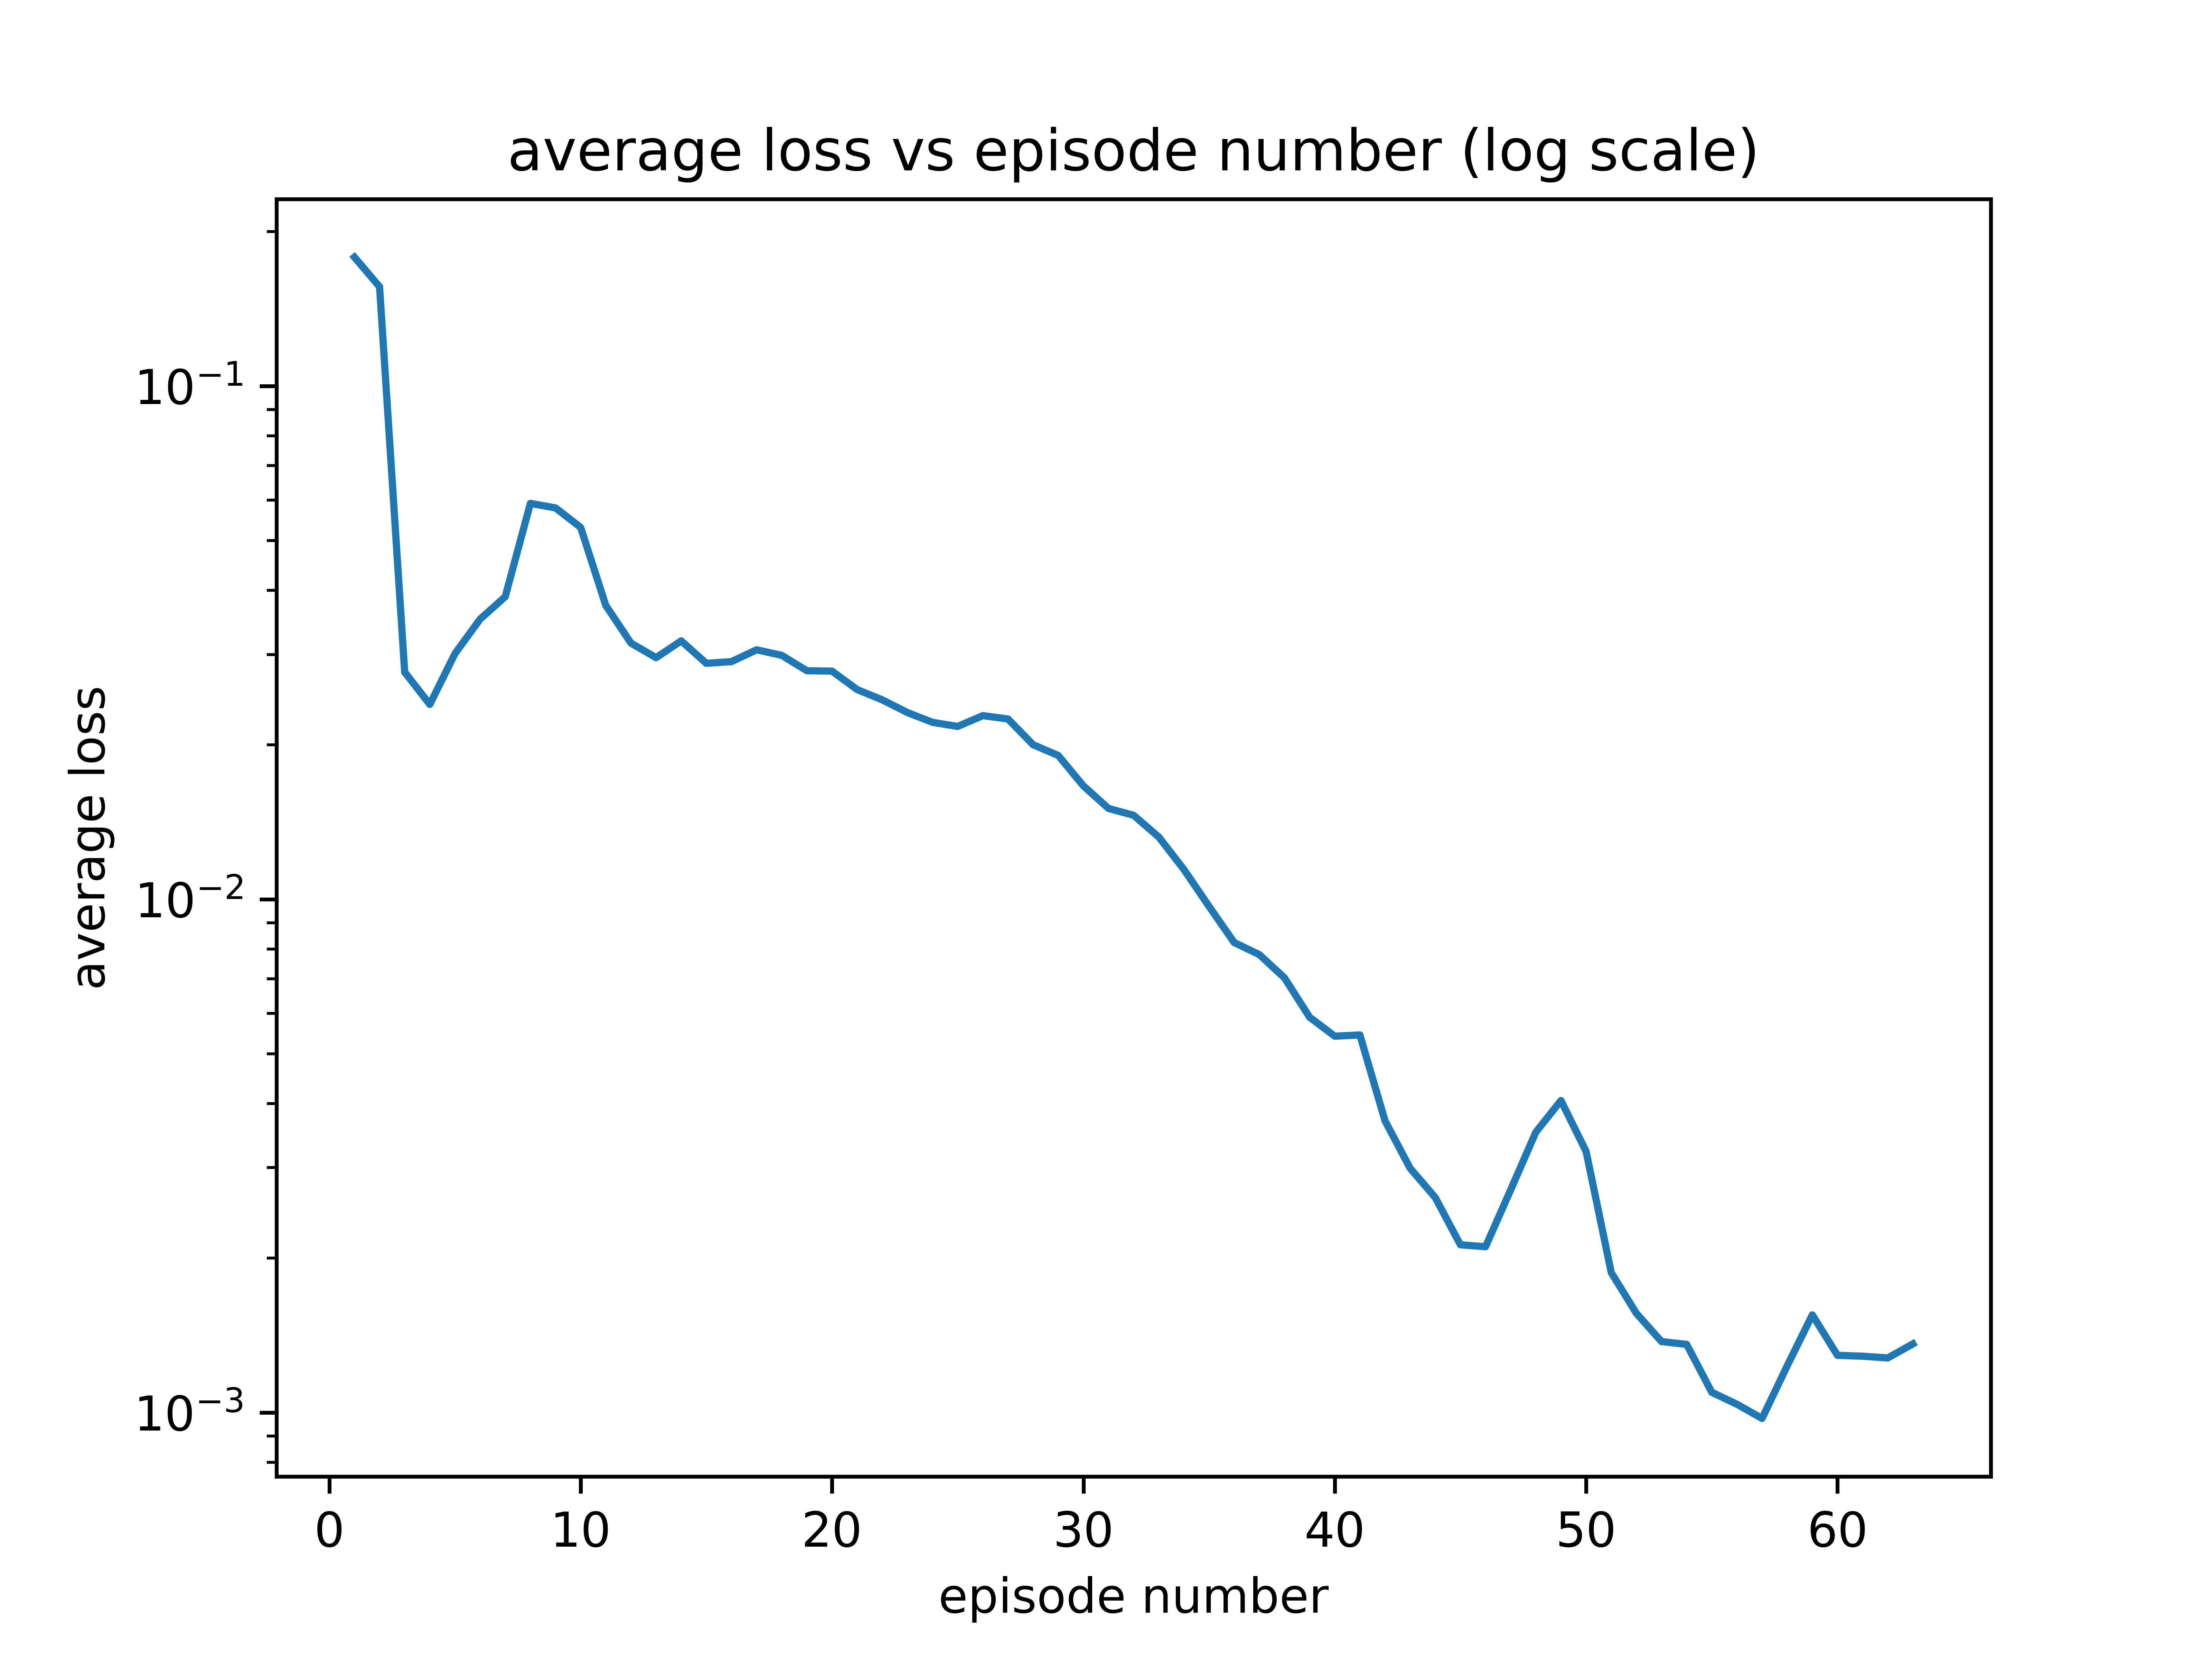 average loss vs episode number (log scale)
average loss
10⁻¹
10⁻²
10⁻³
0 10 20 30 40 50 60
episode number